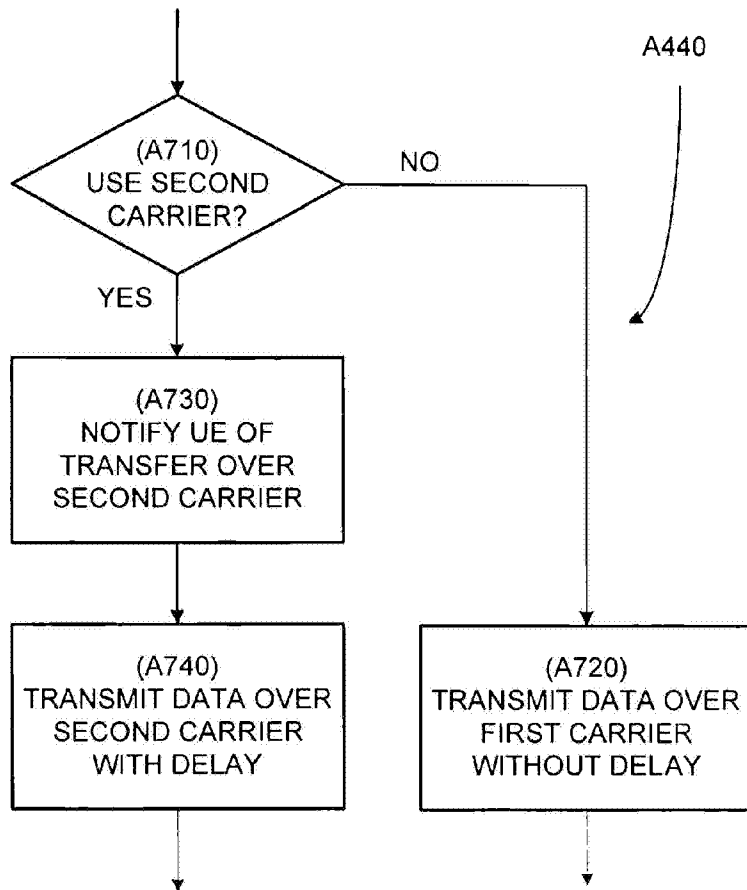 A440
(A710)
USE SECOND
CARRIER?
NO
YES
(A730)
NOTIFY UE OF
TRANSFER OVER
SECOND CARRIER
(A740)
TRANSMIT DATA OVER
SECOND CARRIER
WITH DELAY
(A720)
TRANSMIT DATA OVER
FIRST CARRIER
WITHOUT DELAY